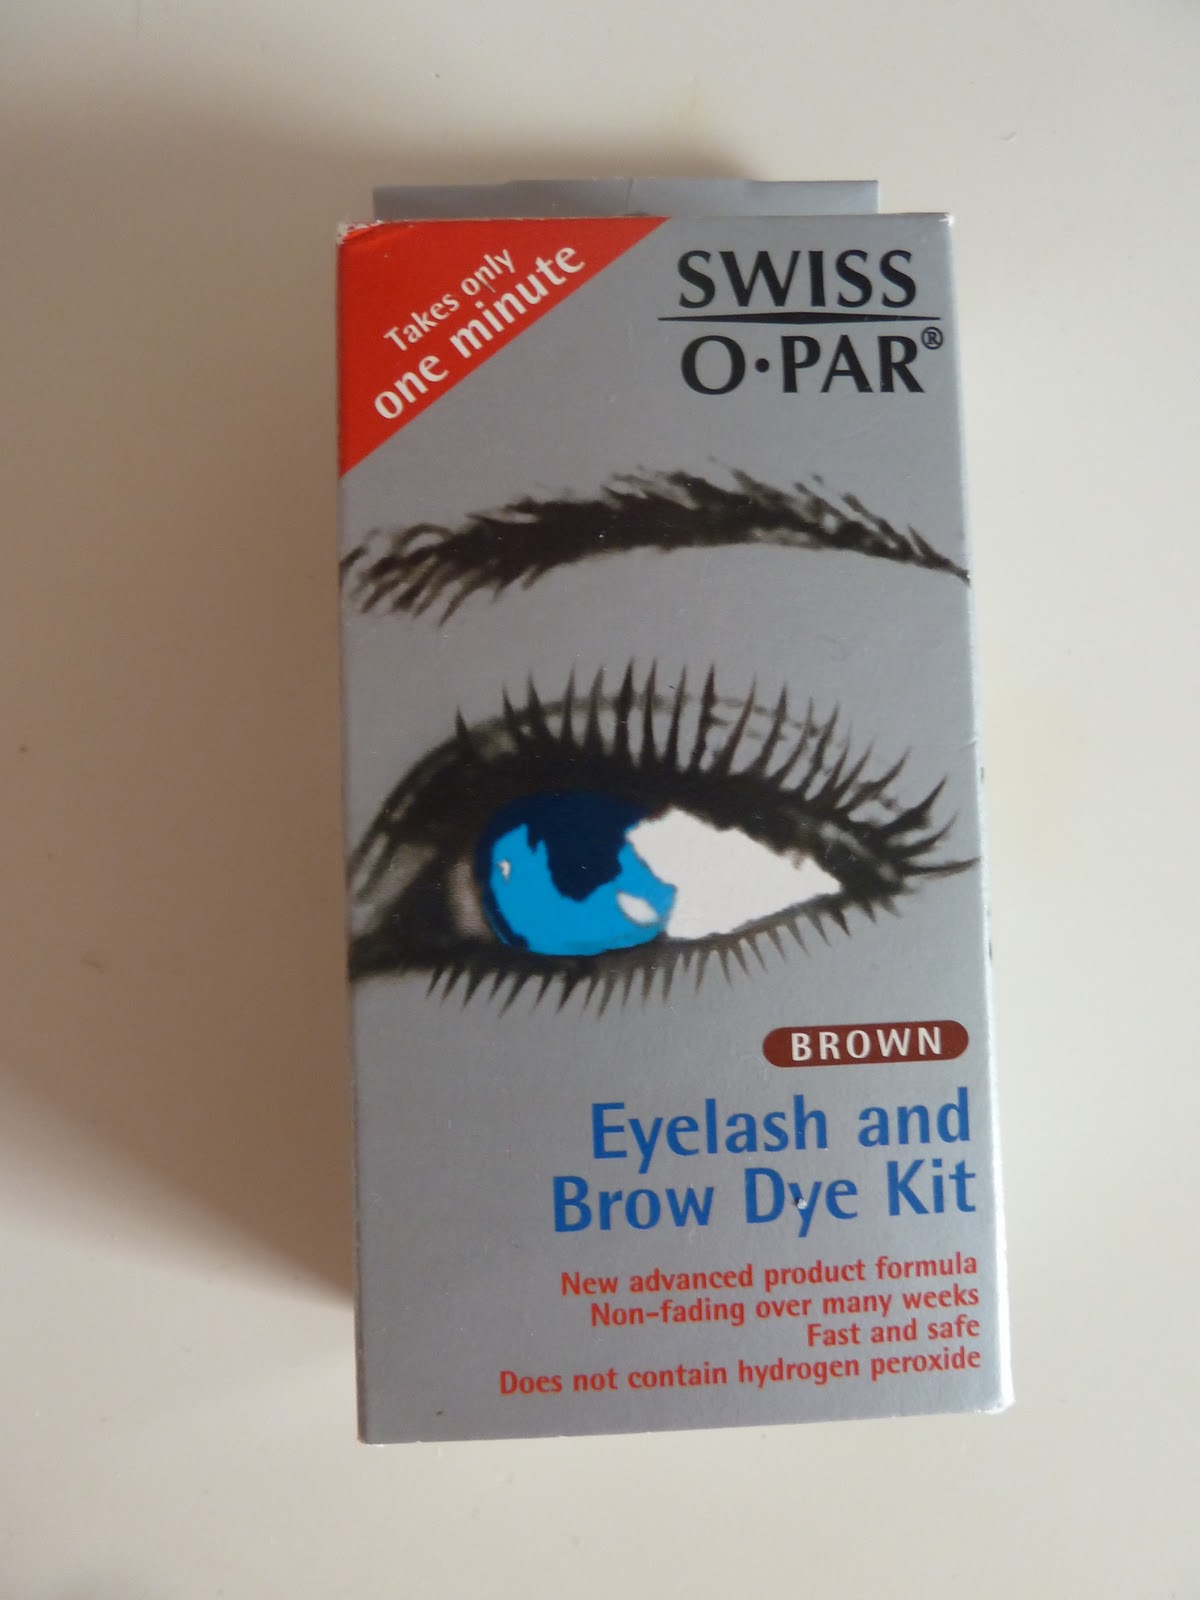 Takes only
one minute
SWISS
O·PAR®
BROWN
Eyelash and
Brow Dye Kit
New advanced product formula
Non-fading over many weeks
Fast and safe
Does not contain hydrogen peroxide